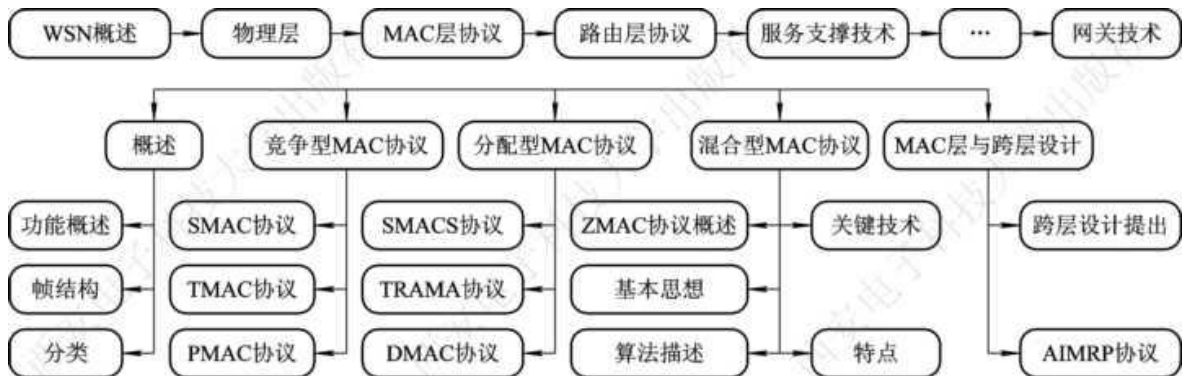 WSN概述
物理层
MAC层协议
路由层协议
服务支撑技术
…
网关技术
概述
竞争型MAC协议
分配型MAC协议
混合型MAC协议
MAC层与跨层设计
功能概述
SMAC协议
SMACS协议
ZMAC协议概述
关键技术
跨层设计提出
帧结构
TMAC协议
TRAMA协议
基本思想
分类
PMAC协议
DMAC协议
算法描述
特点
AIMRP协议